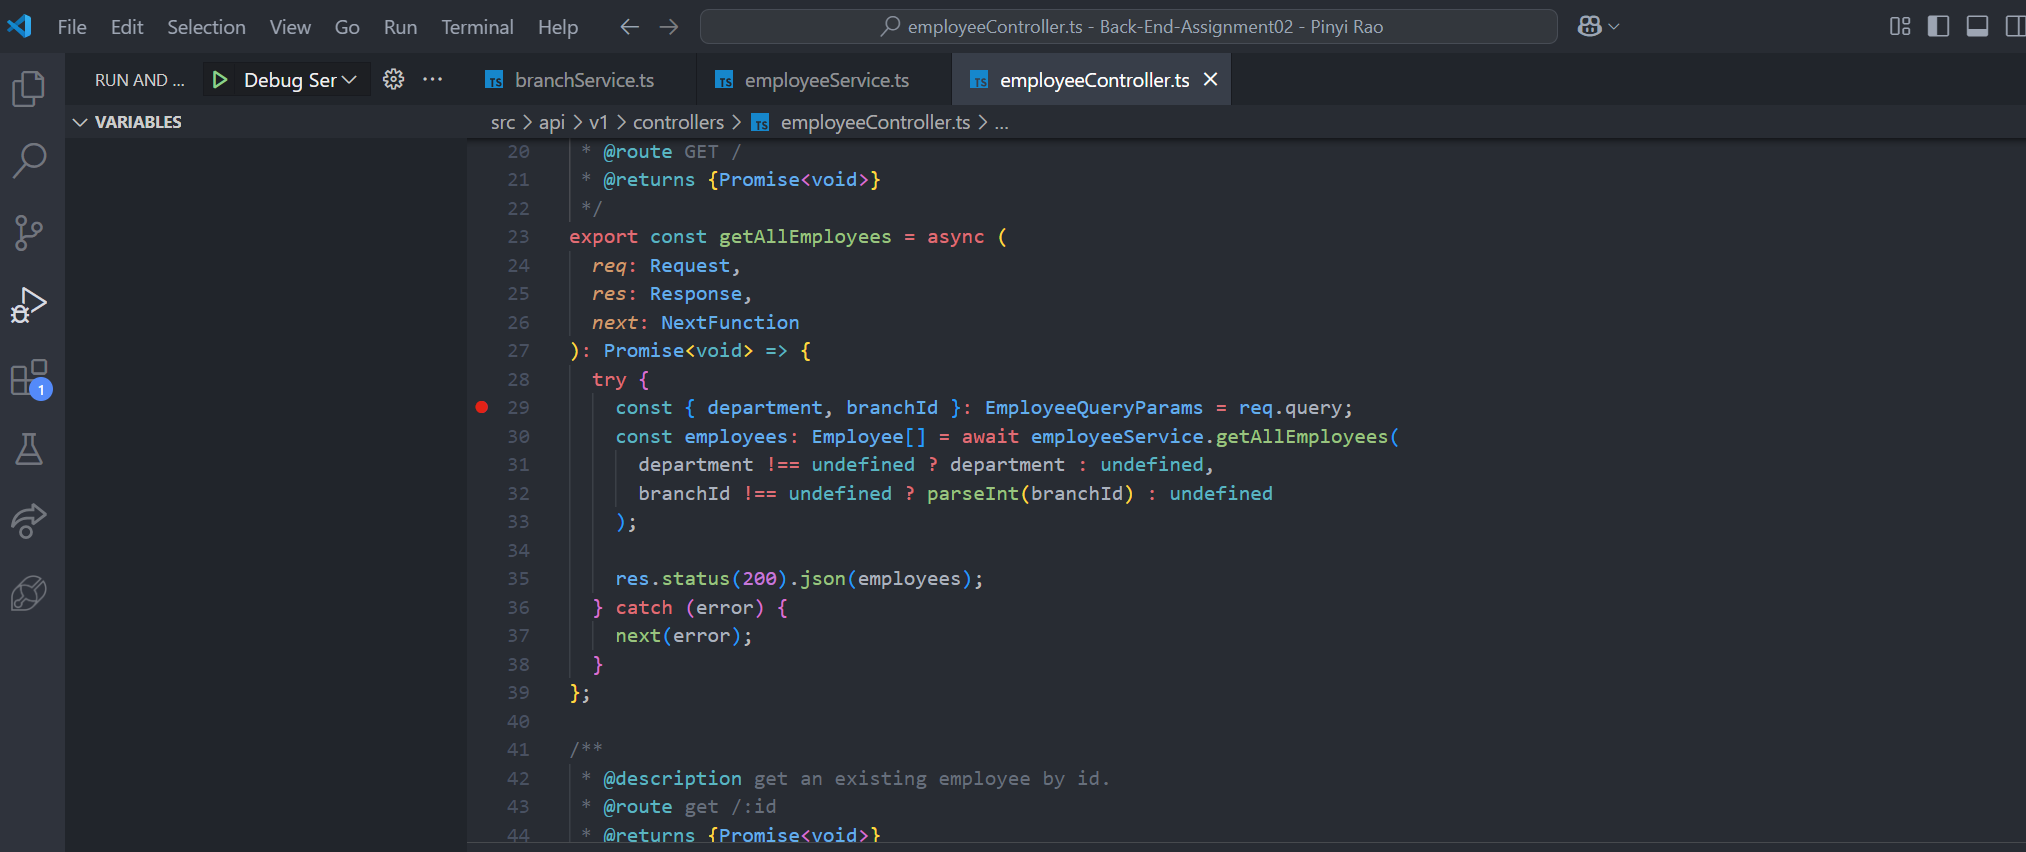 File Edit Selection View Go Run Terminal Help
employeeController.ts - Back-End-Assignment02 - Pinyi Rao
RUN AND ... Debug Ser ...
TS branchService.ts
TS employeeService.ts
TS employeeController.ts
VARIABLES
src > api > v1 > controllers > TS employeeController.ts > ...
1
20 * @route GET /
21 * @returns {Promise<void>}
22 */
23 export const getAllEmployees = async (
24 req: Request,
25 res: Response,
26 next: NextFunction
27 ): Promise<void> => {
28 try {
29 const { department, branchId }: EmployeeQueryParams = req.query;
30 const employees: Employee[] = await employeeService.getAllEmployees(
31 department !== undefined ? department : undefined,
32 branchId !== undefined ? parseInt(branchId) : undefined
33 );
34
35 res.status(200).json(employees);
36 } catch (error) {
37 next(error);
38 }
39 };
40
41 /**
42 * @description get an existing employee by id.
43 * @route get /:id
44 * @returns {Promise<void>}